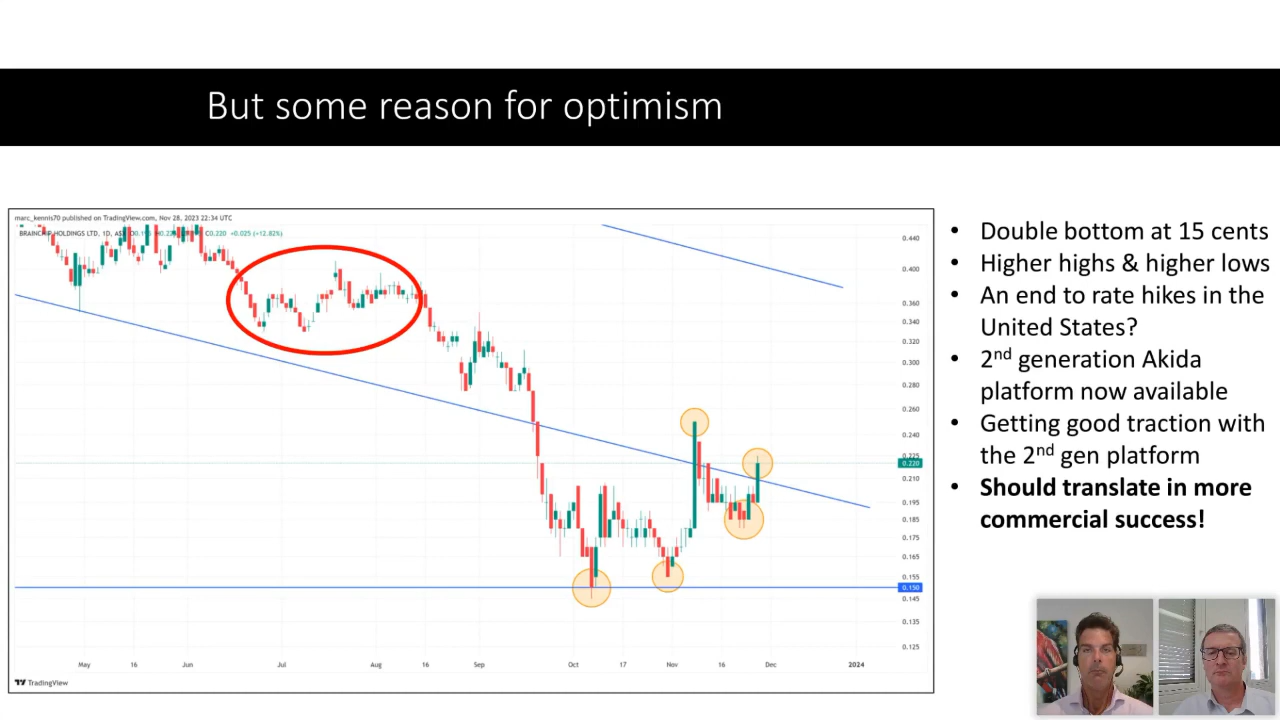 But some reason for optimism
marc_kennis70 published on TradingView.com, Nov 28, 2023 22:34 UTC
BRAINCHIP HOLDINGS LTD, 1D, C0.220 +0.025 (+12.82%)
0.440
0.400
0.360
0.340
0.320
0.300
0.280
0.260
0.240
0.225
0.220
0.210
0.195
0.185
0.175
0.165
0.155
0.150
0.145
0.135
0.125
May 16 Jun Jul Aug 16 Sep Oct 17 Nov 16 Dec 2024
TradingView
• Double bottom at 15 cents
• Higher highs & higher lows
• An end to rate hikes in the
United States?
• 2nd generation Akida
platform now available
• Getting good traction with
the 2nd gen platform
• Should translate in more
commercial success!